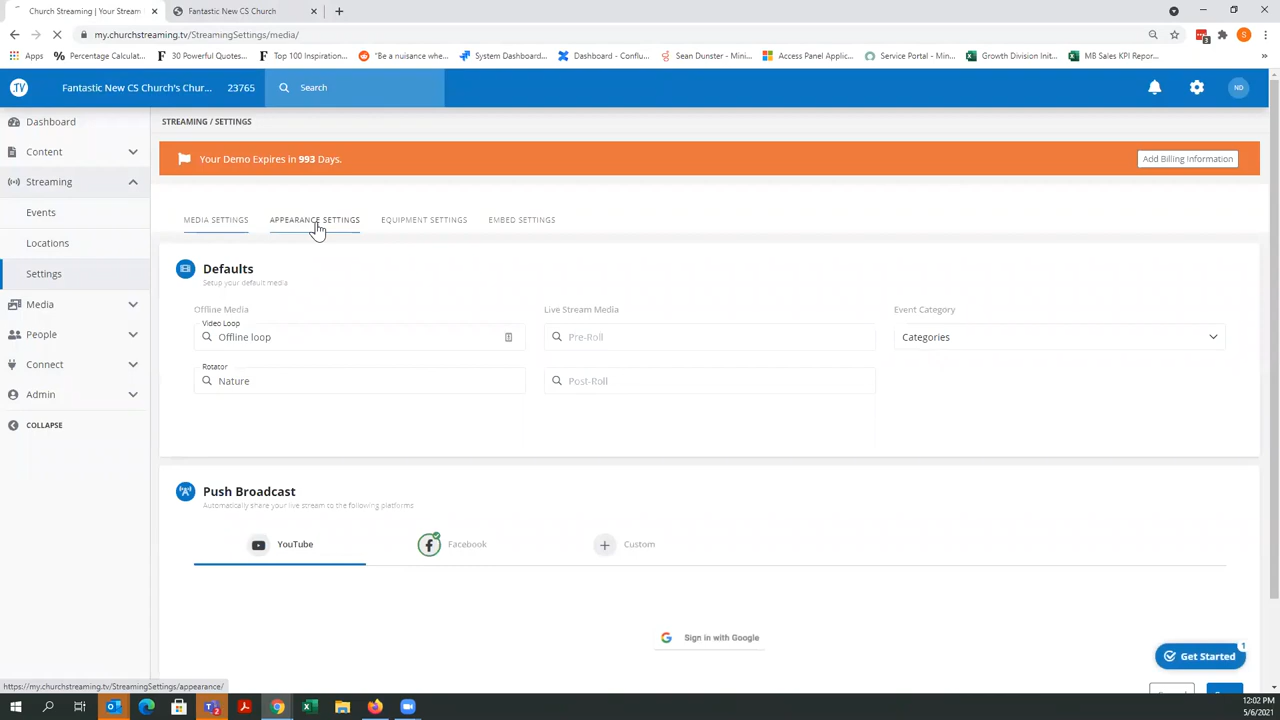 Church Streaming | Your Stream
Fantastic New CS Church
my.churchstreaming.tv/StreamingSettings/media/
Apps
Percentage Calculat...
30 Powerful Quotes...
Top 100 Inspiration...
"Be a nuisance whe...
System Dashboard...
Dashboard - Conflu...
Sean Dunster - Mini...
Access Panel Applic...
Service Portal - Min...
Growth Division Init...
MB Sales KPI Repor...
TV
Fantastic New CS Church's Chur...
23765
Search
ND
Dashboard
Content
Streaming
Events
Locations
Settings
Media
People
Connect
Admin
COLLAPSE
STREAMING / SETTINGS
Your Demo Expires in 993 Days.
Add Billing Information
MEDIA SETTINGS
APPEARANCE SETTINGS
EQUIPMENT SETTINGS
EMBED SETTINGS
Defaults
Setup your default media
Offline Media
Live Stream Media
Event Category
Video Loop
Offline loop
Pre-Roll
Categories
Rotator
Nature
Post-Roll
Push Broadcast
Automatically share your live stream to the following platforms
YouTube
Facebook
Custom
Sign in with Google
Get Started
1
https://my.churchstreaming.tv/StreamingSettings/appearance/
12:02 PM
5/6/2021